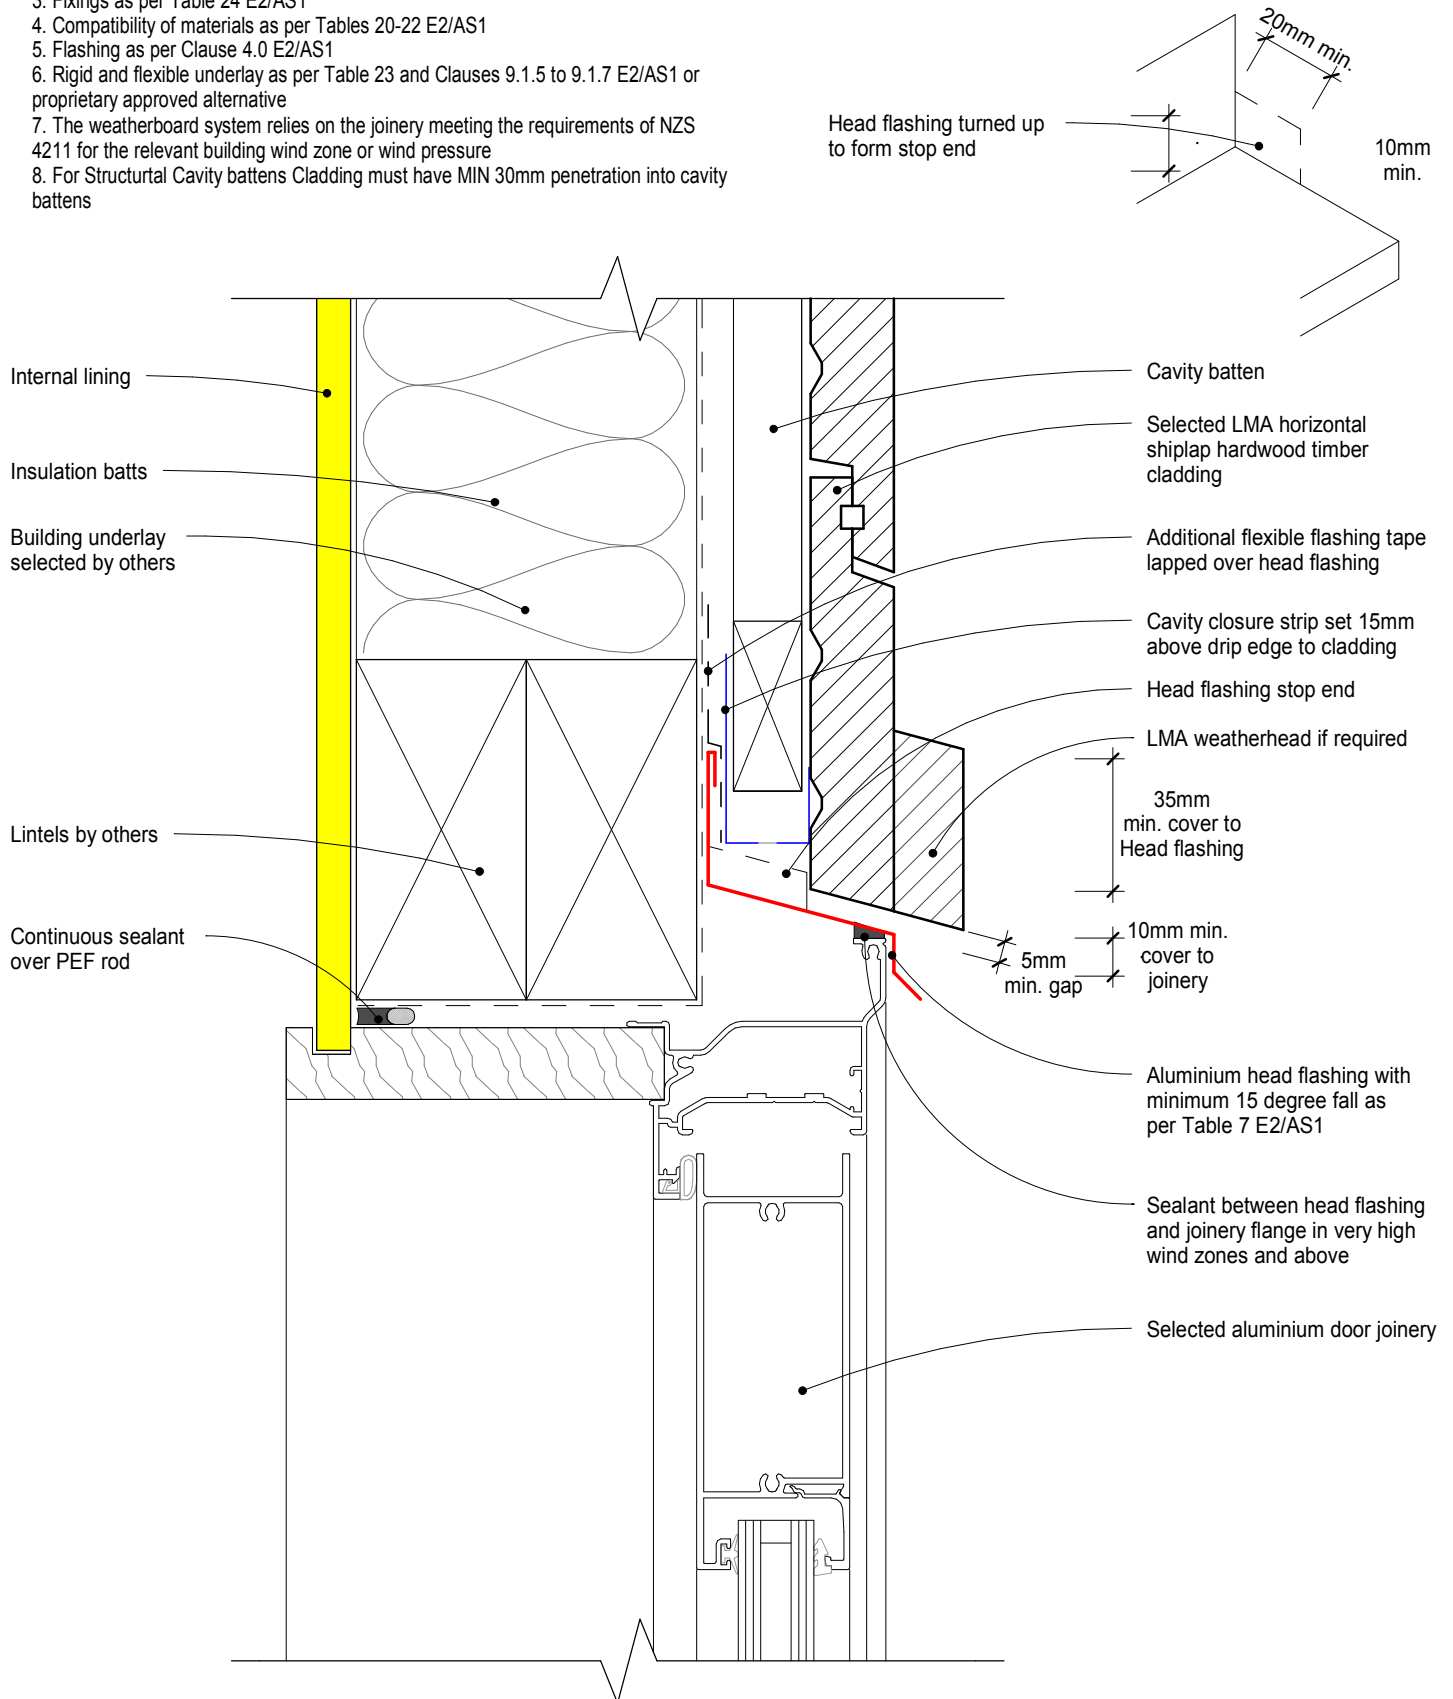 3. Fixings as per Table 24 E2/AS1
4. Compatibility of materials as per Tables 20-22 E2/AS1
5. Flashing as per Clause 4.0 E2/AS1
6. Rigid and flexible underlay as per Table 23 and Clauses 9.1.5 to 9.1.7 E2/AS1 or
proprietary approved alternative
7. The weatherboard system relies on the joinery meeting the requirements of NZS
4211 for the relevant building wind zone or wind pressure
8. For Structurtal Cavity battens Cladding must have MIN 30mm penetration into cavity
battens
20mm min.
Head flashing turned up
to form stop end
10mm
min.
Internal lining
Insulation batts
Building underlay
selected by others
Lintels by others
Continuous sealant
over PEF rod
Cavity batten
Selected LMA horizontal
shiplap hardwood timber
cladding
Additional flexible flashing tape
lapped over head flashing
Cavity closure strip set 15mm
above drip edge to cladding
Head flashing stop end
LMA weatherhead if required
35mm
min. cover to
Head flashing
10mm min.
cover to
joinery
5mm
min. gap
Aluminium head flashing with
minimum 15 degree fall as
per Table 7 E2/AS1
Sealant between head flashing
and joinery flange in very high
wind zones and above
Selected aluminium door joinery